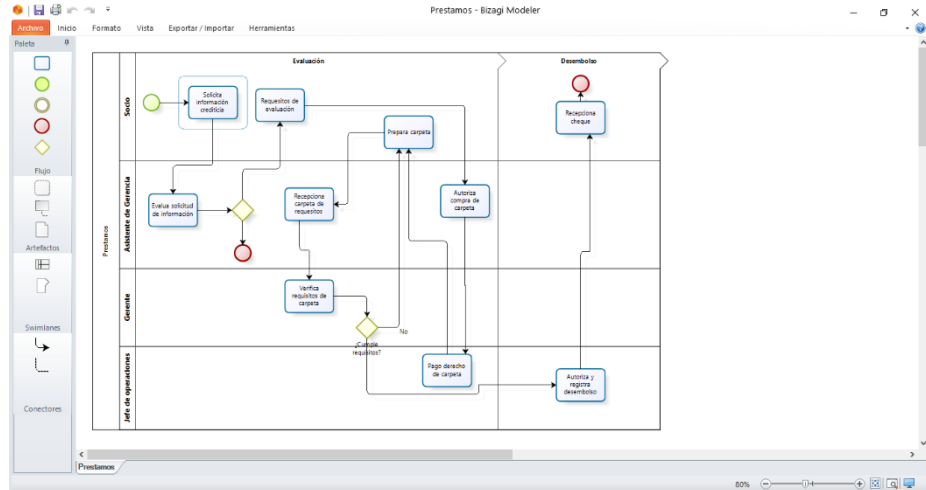 Prestamos - Bizagi Modeler
Archivo
Inicio
Formato
Vista
Exportar / Importar
Herramientas
Paleta
Flujo
Artefactos
Swimlanes
Conectores
Prestamos
Evaluación
Desembolso
Socio
Solicita
información
crediticia
Requesitos de
evaluación
Prepara carpeta
Recepciona
cheque
Asistente de Gerencia
Evalua solicitud
de información
Recepciona
carpeta de
requesitos
Autoriza
compra de
carpeta
Gerente
Verifica
requisitos de
carpeta
¿Cumple
requisitos?
No
Jefe de operaciones
Pago derecho
de carpeta
Autoriza y
registra
desembolso
Prestamos
80%